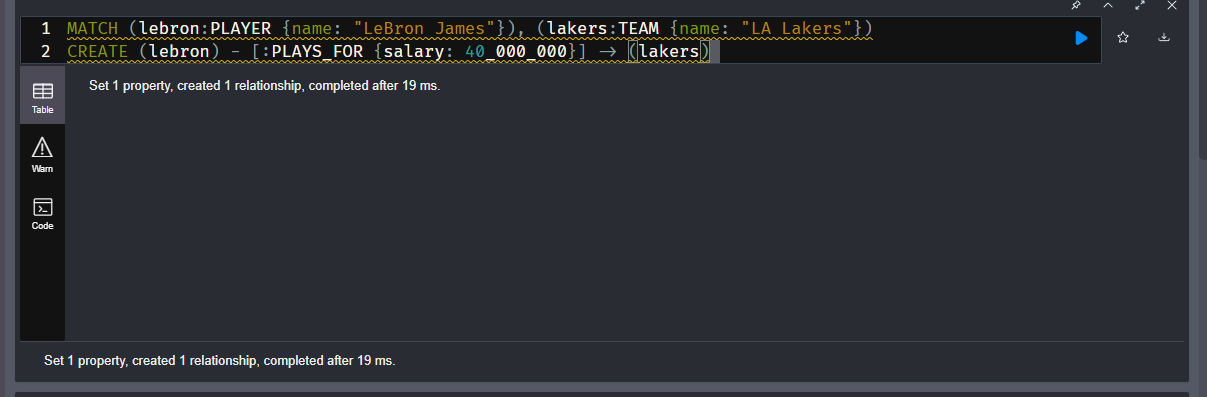 1 MATCH (lebron:PLAYER {name: "LeBron James"}), (lakers:TEAM {name: "LA Lakers"})
2 CREATE (lebron) - [:PLAYS_FOR {salary: 40_000_000}] → (lakers)
Set 1 property, created 1 relationship, completed after 19 ms.
Table
Warn
Code
Set 1 property, created 1 relationship, completed after 19 ms.